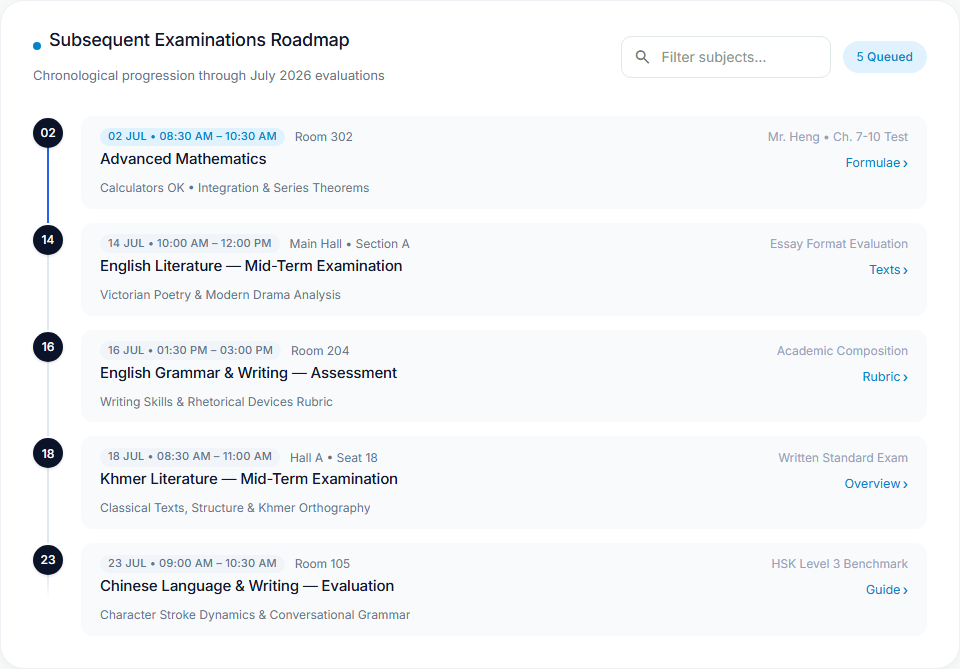 Subsequent Examinations Roadmap
Chronological progression through July 2026 evaluations
Filter subjects...
5 Queued
02
02 JUL • 08:30 AM – 10:30 AM Room 302
Mr. Heng • Ch. 7-10 Test
Advanced Mathematics
Formulae ›
Calculators OK • Integration & Series Theorems
14
14 JUL • 10:00 AM – 12:00 PM Main Hall • Section A
Essay Format Evaluation
English Literature — Mid-Term Examination
Texts ›
Victorian Poetry & Modern Drama Analysis
16
16 JUL • 01:30 PM – 03:00 PM Room 204
Academic Composition
English Grammar & Writing — Assessment
Rubric ›
Writing Skills & Rhetorical Devices Rubric
18
18 JUL • 08:30 AM – 11:00 AM Hall A • Seat 18
Written Standard Exam
Khmer Literature — Mid-Term Examination
Overview ›
Classical Texts, Structure & Khmer Orthography
23
23 JUL • 09:00 AM – 10:30 AM Room 105
HSK Level 3 Benchmark
Chinese Language & Writing — Evaluation
Guide ›
Character Stroke Dynamics & Conversational Grammar